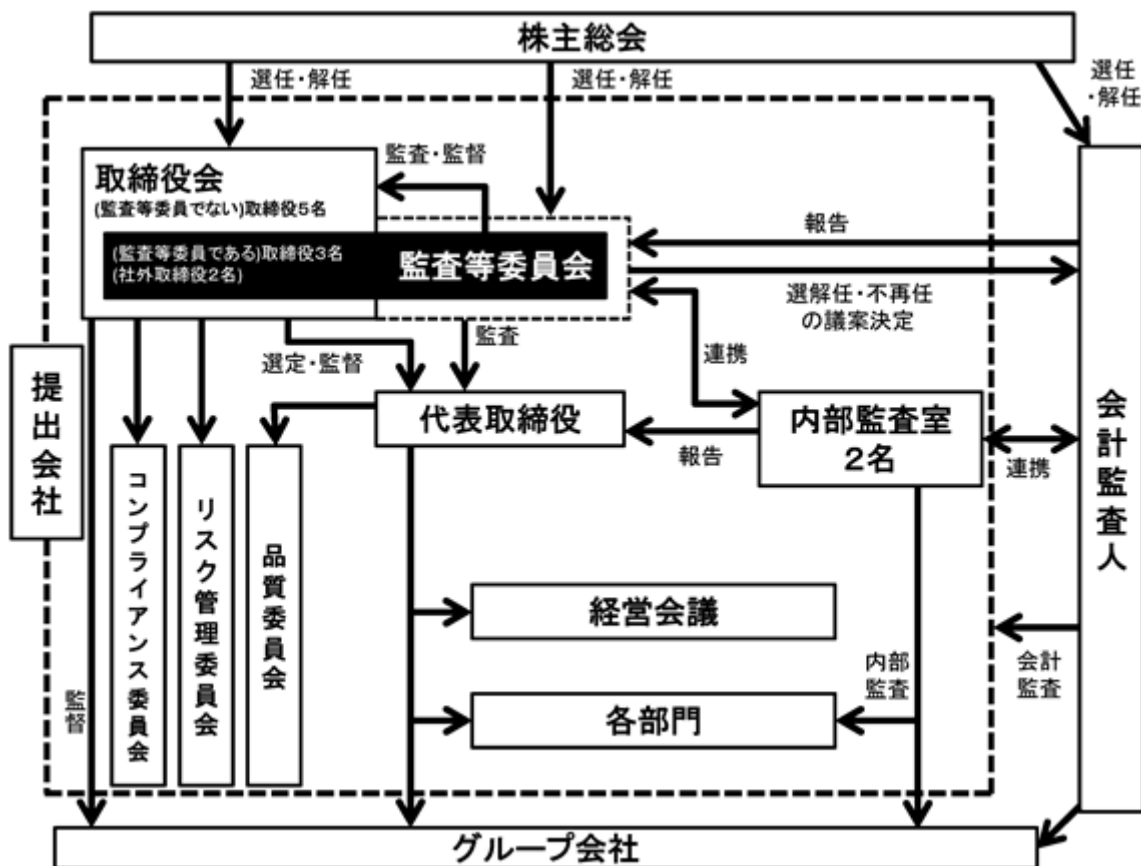 株主総会
選任・解任
選任・解任
選任
・解任
取締役会
(監査等委員でない)取締役5名
監査・監督
(監査等委員である)取締役3名
(社外取締役2名)
監査等委員会
報告
選解任・不再任
の議案決定
監査
選定・監督
連携
提出会社
代表取締役
内部監査室
2名
報告
連携
会計監査人
コンプライアンス委員会
リスク管理委員会
品質委員会
経営会議
内部
監査
会計
監査
監督
各部門
グループ会社